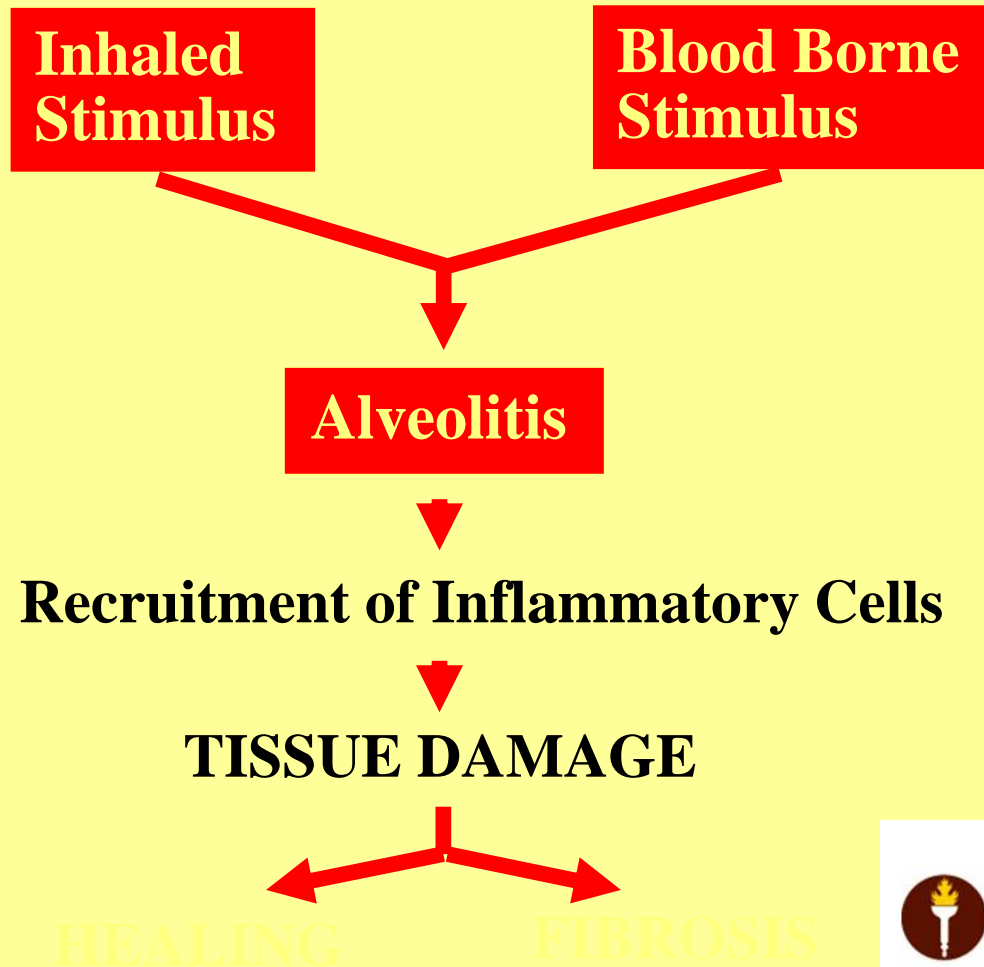 Inhaled
Stimulus
Blood Borne
Stimulus
Alveolitis
Recruitment of Inflammatory Cells
TISSUE DAMAGE
HEALING
FIBROSIS